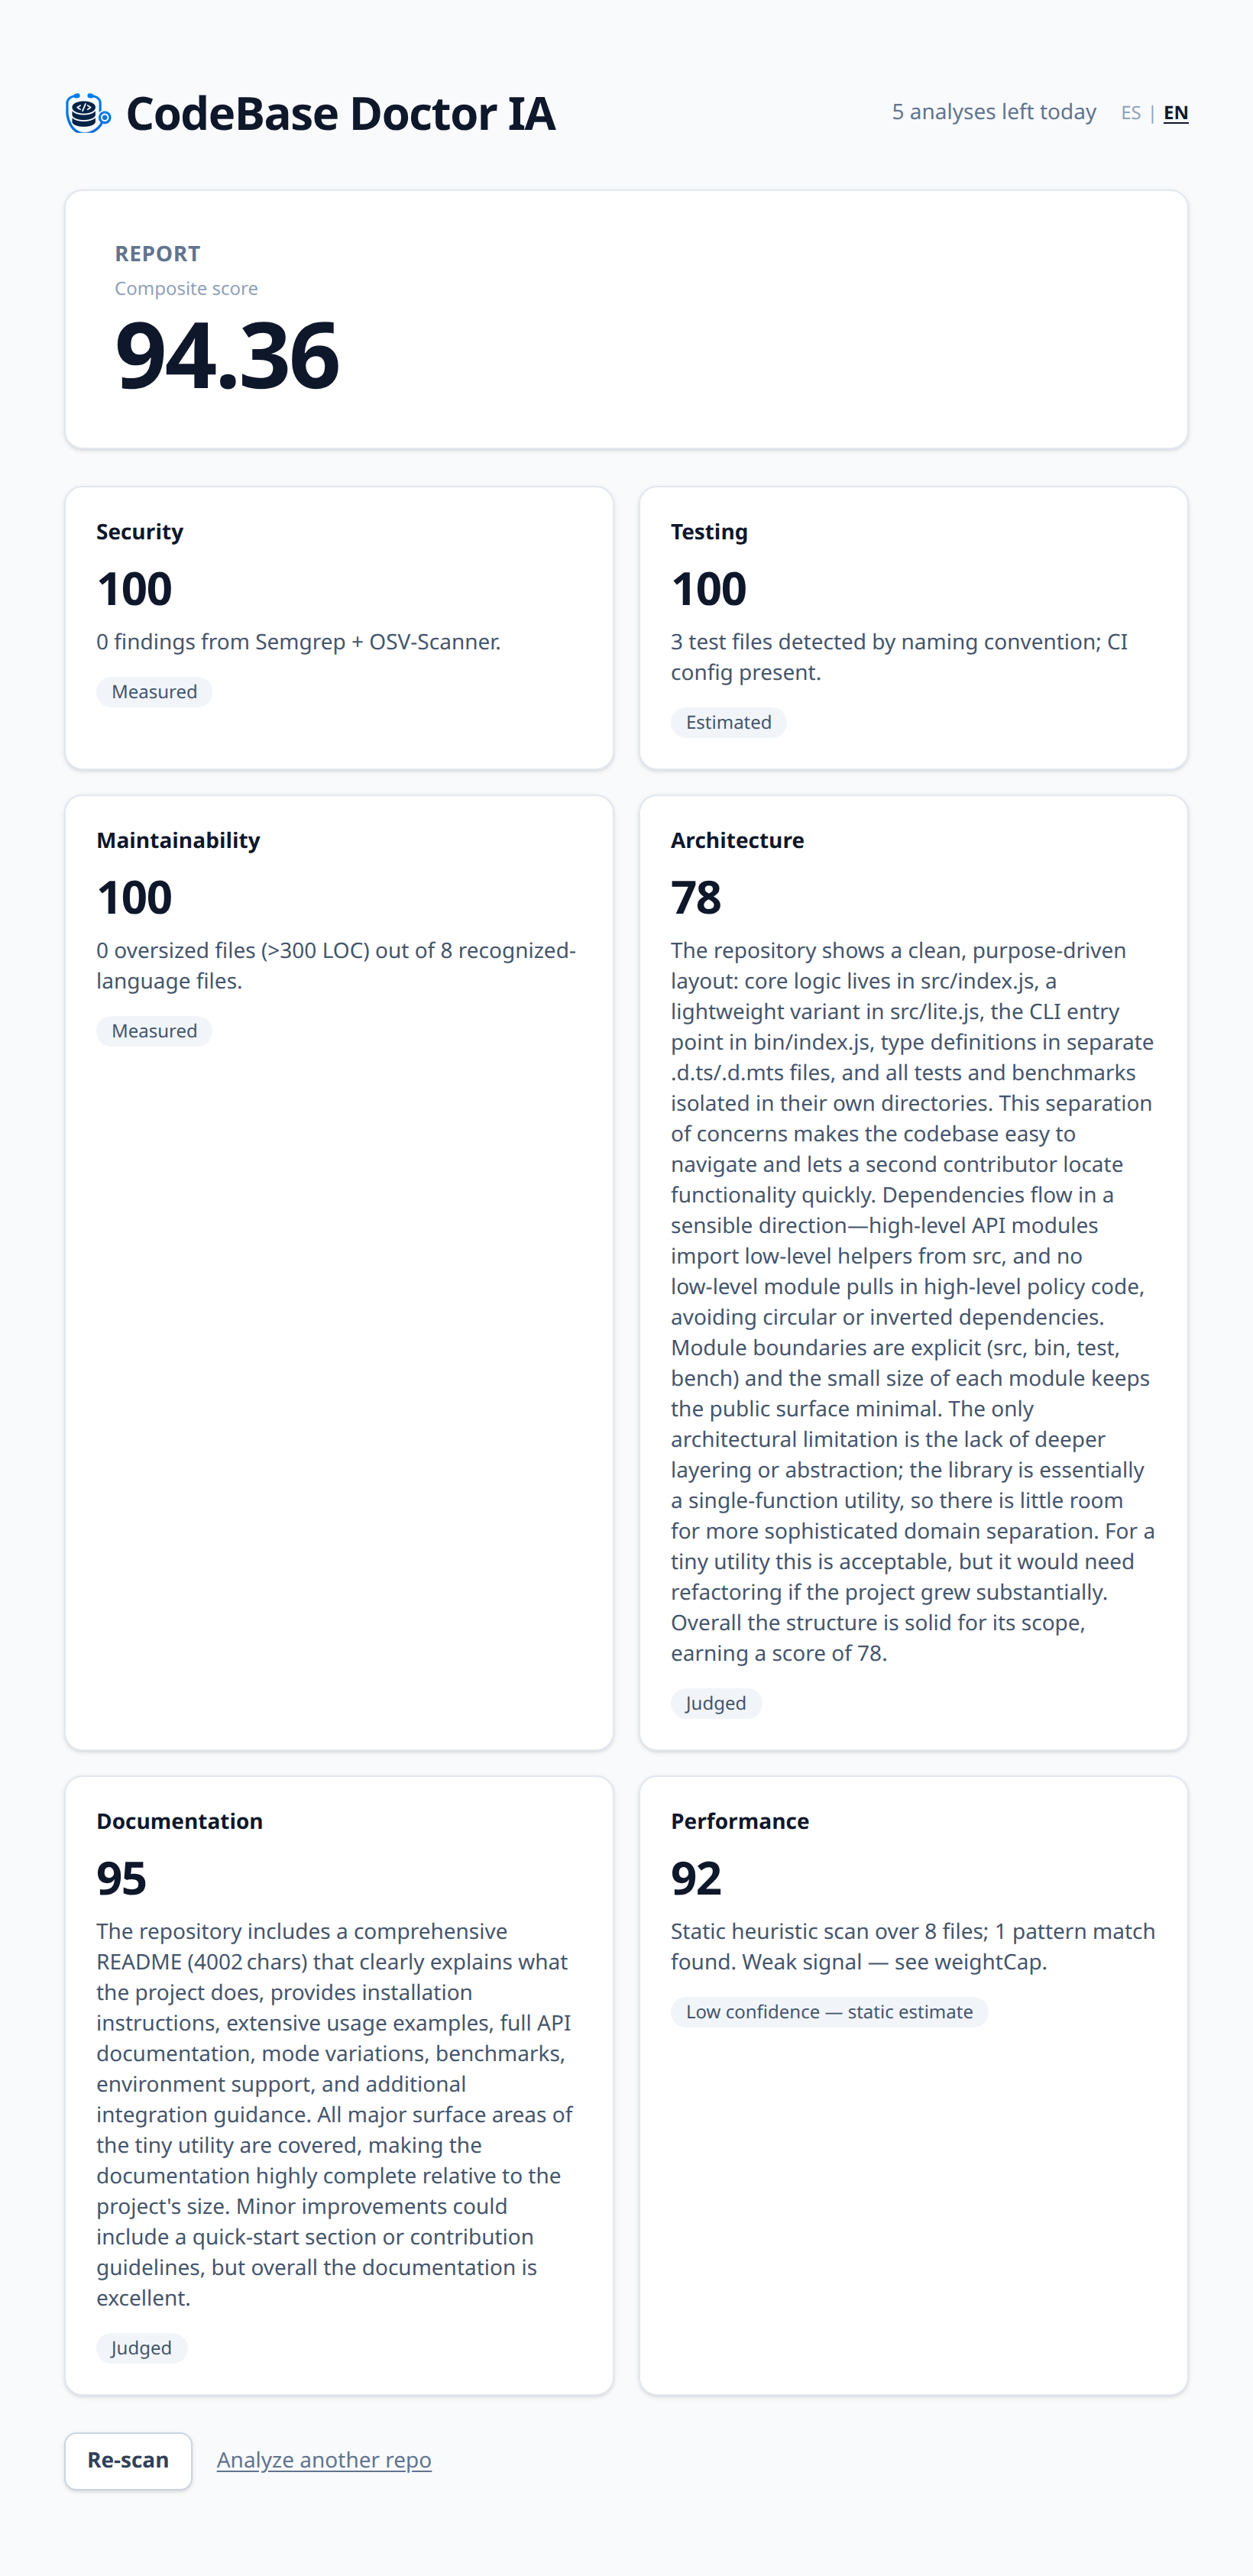 CodeBase Doctor IA
5 analyses left today ES | EN
REPORT
Composite score
94.36
Security
100
0 findings from Semgrep + OSV-Scanner.
Measured
Testing
100
3 test files detected by naming convention; CI
config present.
Estimated
Maintainability
100
0 oversized files (>300 LOC) out of 8 recognized-
language files.
Measured
Architecture
78
The repository shows a clean, purpose-driven
layout: core logic lives in src/index.js, a
lightweight variant in src/lite.js, the CLI entry
point in bin/index.js, type definitions in separate
.d.ts/.d.mts files, and all tests and benchmarks
isolated in their own directories. This separation
of concerns makes the codebase easy to
navigate and lets a second contributor locate
functionality quickly. Dependencies flow in a
sensible direction—high-level API modules
import low-level helpers from src, and no
low-level module pulls in high-level policy code,
avoiding circular or inverted dependencies.
Module boundaries are explicit (src, bin, test,
bench) and the small size of each module keeps
the public surface minimal. The only
architectural limitation is the lack of deeper
layering or abstraction; the library is essentially
a single-function utility, so there is little room
for more sophisticated domain separation. For a
tiny utility this is acceptable, but it would need
refactoring if the project grew substantially.
Overall the structure is solid for its scope,
earning a score of 78.
Judged
Documentation
95
The repository includes a comprehensive
README (4002 chars) that clearly explains what
the project does, provides installation
instructions, extensive usage examples, full API
documentation, mode variations, benchmarks,
environment support, and additional
integration guidance. All major surface areas of
the tiny utility are covered, making the
documentation highly complete relative to the
project's size. Minor improvements could
include a quick-start section or contribution
guidelines, but overall the documentation is
excellent.
Judged
Performance
92
Static heuristic scan over 8 files; 1 pattern match
found. Weak signal — see weightCap.
Low confidence — static estimate
Re-scan
Analyze another repo